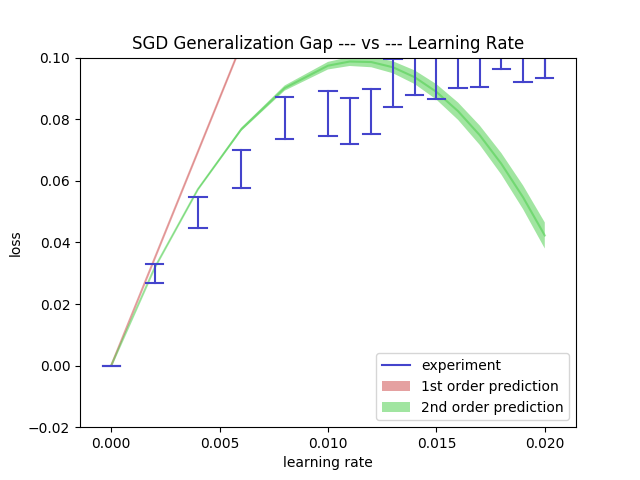 SGD Generalization Gap --- vs --- Learning Rate
0.10
0.08
0.06
0.04
0.02
0.00
−0.02
loss
0.000
0.005
0.010
0.015
0.020
learning rate
experiment
1st order prediction
2nd order prediction